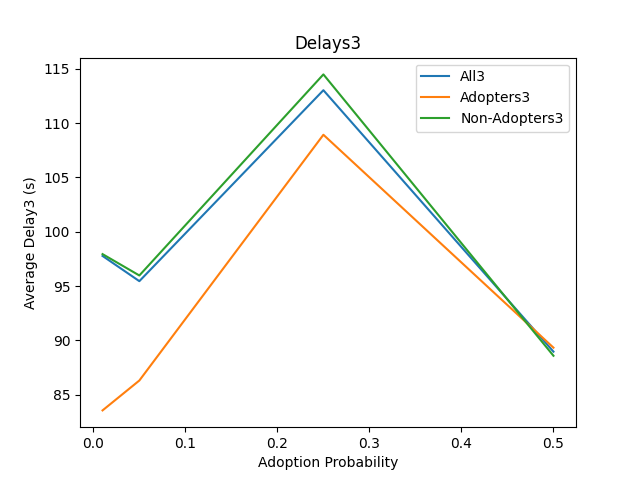 Delays3
All3
Adopters3
Non-Adopters3
Average Delay3 (s)
115
110
105
100
95
90
85
0.0 0.1 0.2 0.3 0.4 0.5
Adoption Probability